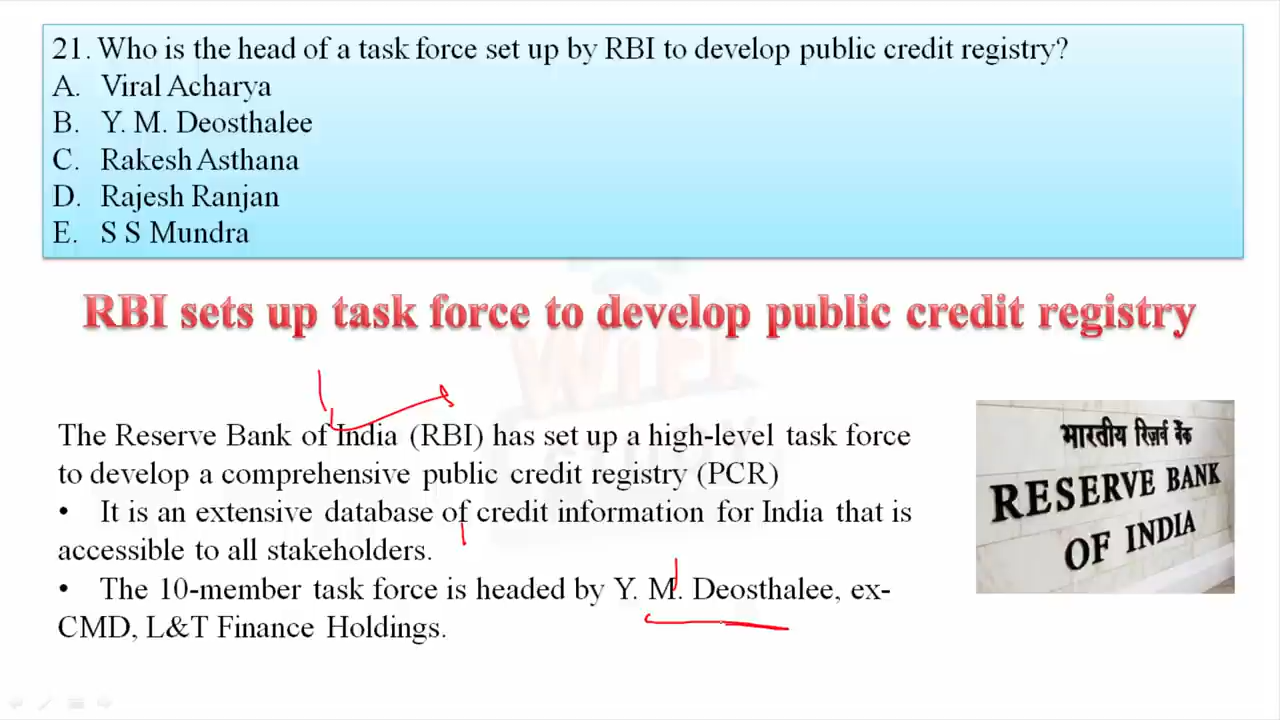 21. Who is the head of a task force set up by RBI to develop public credit registry?
A. Viral Acharya
B. Y. M. Deosthalee
C. Rakesh Asthana
D. Rajesh Ranjan
E. S S Mundra
RBI sets up task force to develop public credit registry
WIFI
STUDY
The Reserve Bank of India (RBI) has set up a high-level task force
to develop a comprehensive public credit registry (PCR)
• It is an extensive database of credit information for India that is
accessible to all stakeholders.
• The 10-member task force is headed by Y. M. Deosthalee, ex-
CMD, L&T Finance Holdings.
भारतीय रिज़र्व बैंक
RESERVE BANK
OF INDIA